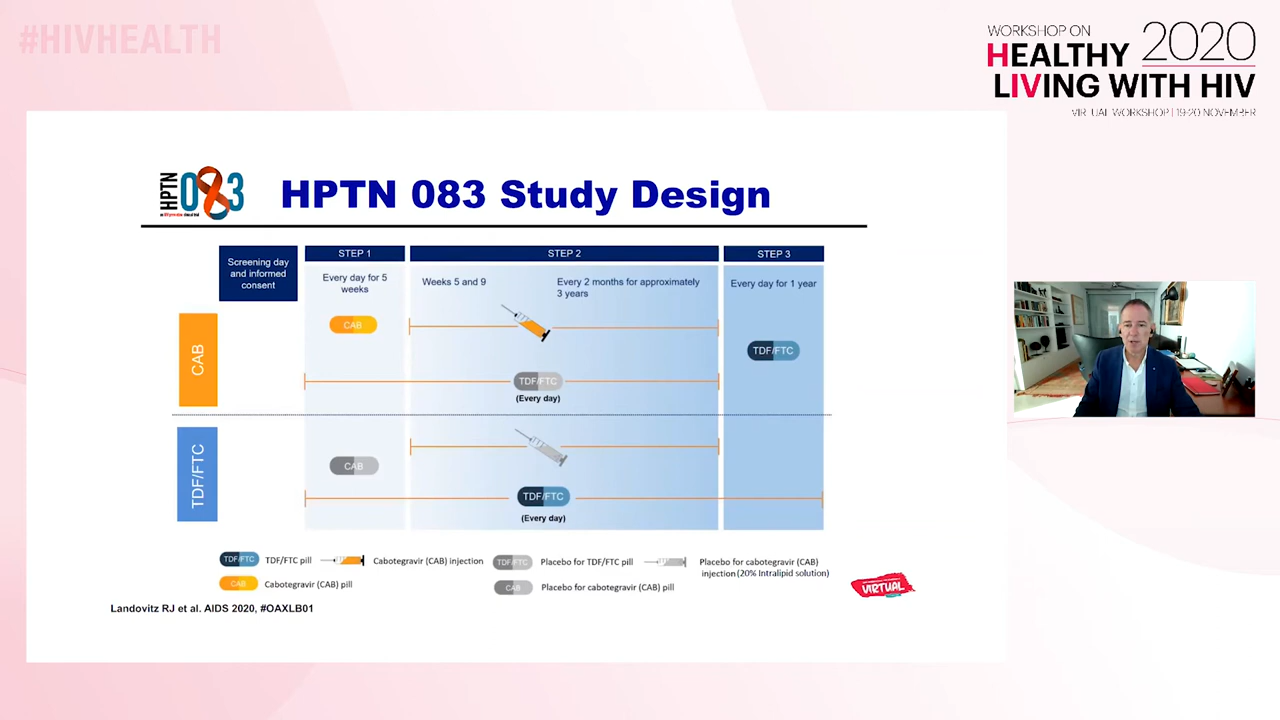 #HIVHEALTH
WORKSHOP ON
HEALTHY
2020
LIVING WITH HIV
VIRTUAL WORKSHOP | 19-20 NOVEMBER
HPTN
083
HPTN 083 Study Design
Screening day
and informed
consent
STEP 1
STEP 2
STEP 3
Every day for 5
weeks
Weeks 5 and 9
Every 2 months for approximately
3 years
Every day for 1 year
CAB
CAB
TDF/FTC
TDF/FTC
(Every day)
TDF/FTC
CAB
TDF/FTC
(Every day)
TDF/FTC
TDF/FTC pill
Cabotegravir (CAB) injection
TDF/FTC
Placebo for TDF/FTC pill
Placebo for cabotegravir (CAB)
injection (20% Intralipid solution)
CAB
Cabotegravir (CAB) pill
CAB
Placebo for cabotegravir (CAB) pill
VIRTUAL
Landovitz RJ et al. AIDS 2020, #OAXLB01